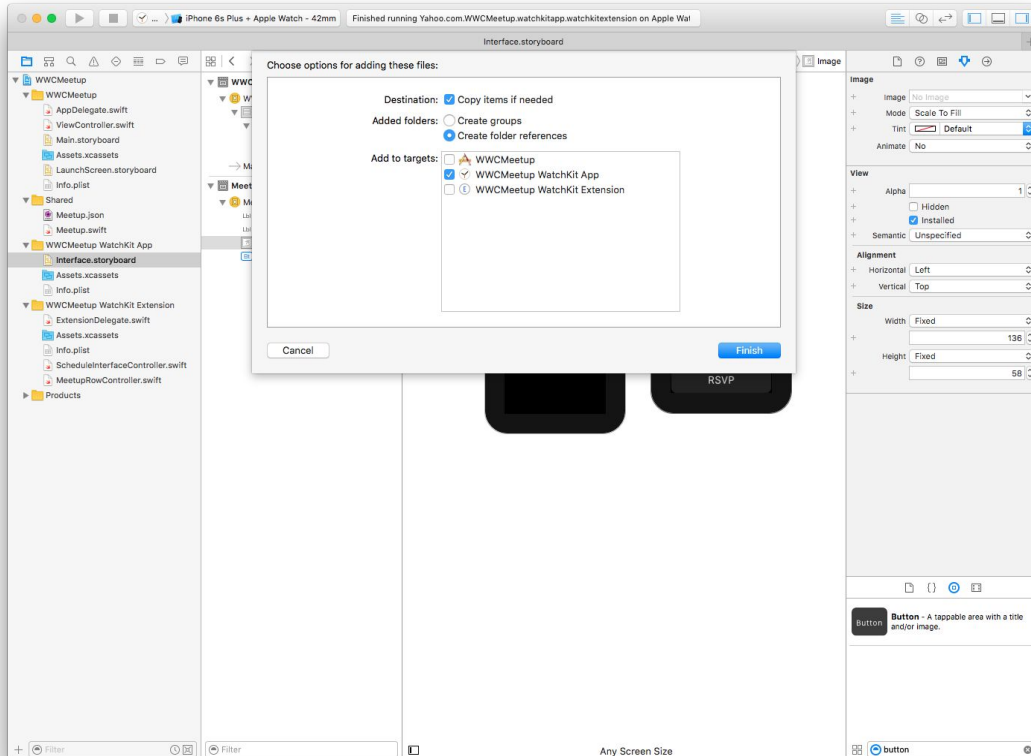 iPhone 6s Plus + Apple Watch - 42mm
Finished running Yahoo.com.WWCMeetup.watchkitapp.watchkitextension on Apple Wat
Interface.storyboard
WWCMeetup
WWCMeetup
AppDelegate.swift
ViewController.swift
Main.storyboard
Assets.xcassets
LaunchScreen.storyboard
Info.plist
Shared
Meetup.json
Meetup.swift
WWCMeetup WatchKit App
Interface.storyboard
Assets.xcassets
Info.plist
WWCMeetup WatchKit Extension
ExtensionDelegate.swift
Assets.xcassets
Info.plist
ScheduleInterfaceController.swift
MeetupRowController.swift
Products
Filter
WWC
W
Ma
Meet
M
Lbl
Lbl
Filter
Choose options for adding these files:
Destination: Copy items if needed
Added folders: Create groups
Create folder references
Add to targets: WWCMeetup
WWCMeetup WatchKit App
E WWCMeetup WatchKit Extension
Cancel
Finish
RSVP
Any Screen Size
Image
Image
Image No Image
Mode Scale To Fill
Tint Default
Animate No
View
Alpha 1
Hidden
Installed
Semantic Unspecified
Alignment
Horizontal Left
Vertical Top
Size
Width Fixed
136
Height Fixed
58
Button
Button - A tappable area with a title
and/or image.
button